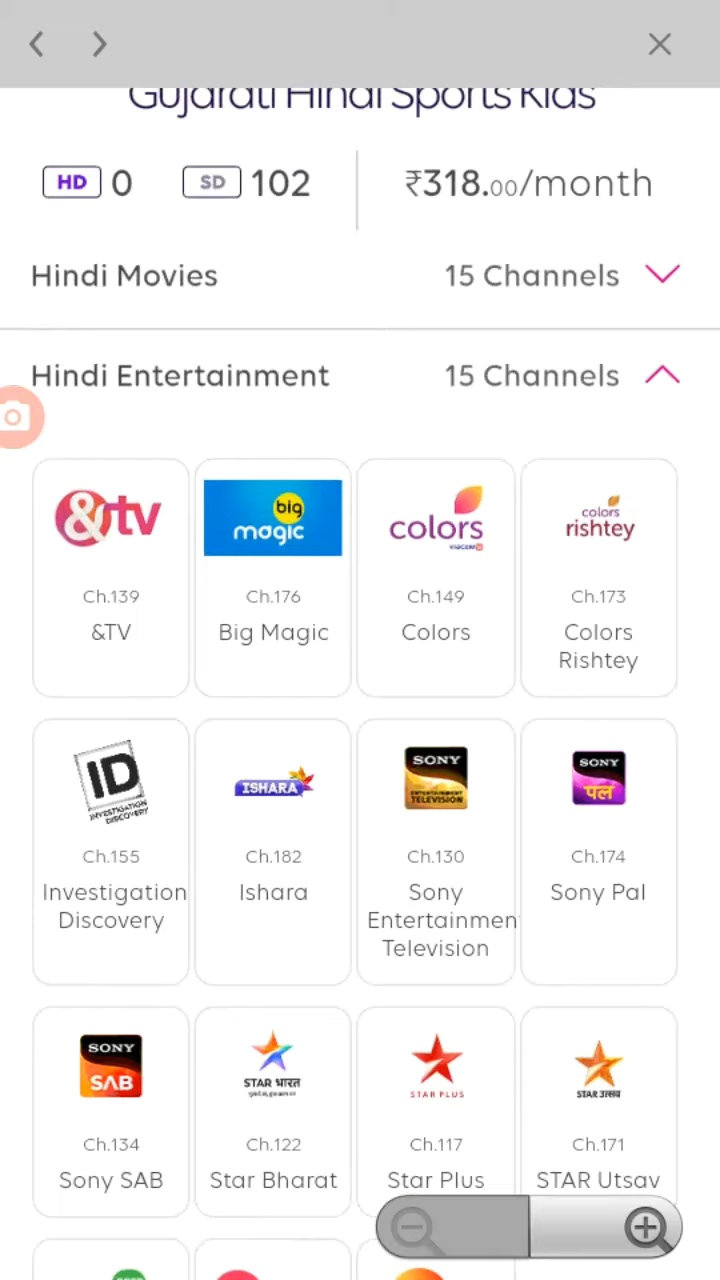 Gujarati Hindi Sports Kids
HD 0 SD 102 ₹318.00/month
Hindi Movies 15 Channels
Hindi Entertainment 15 Channels
&tv
big
magic
colors
VIACOM18
colors
rishtey
Ch.139
Ch.176
Ch.149
Ch.173
&TV
Big Magic
Colors
Colors
Rishtey
ID
INVESTIGATION
DISCOVERY
ISHARA
SONY
ENTERTAINMENT
TELEVISION
SONY
पल
Ch.155
Ch.182
Ch.130
Ch.174
Investigation
Discovery
Ishara
Sony
Entertainmen
Television
Sony Pal
SONY
SAB
STAR भारत
STAR PLUS
STAR उत्सव
Ch.134
Ch.122
Ch.117
Ch.171
Sony SAB
Star Bharat
Star Plus
STAR Utsav